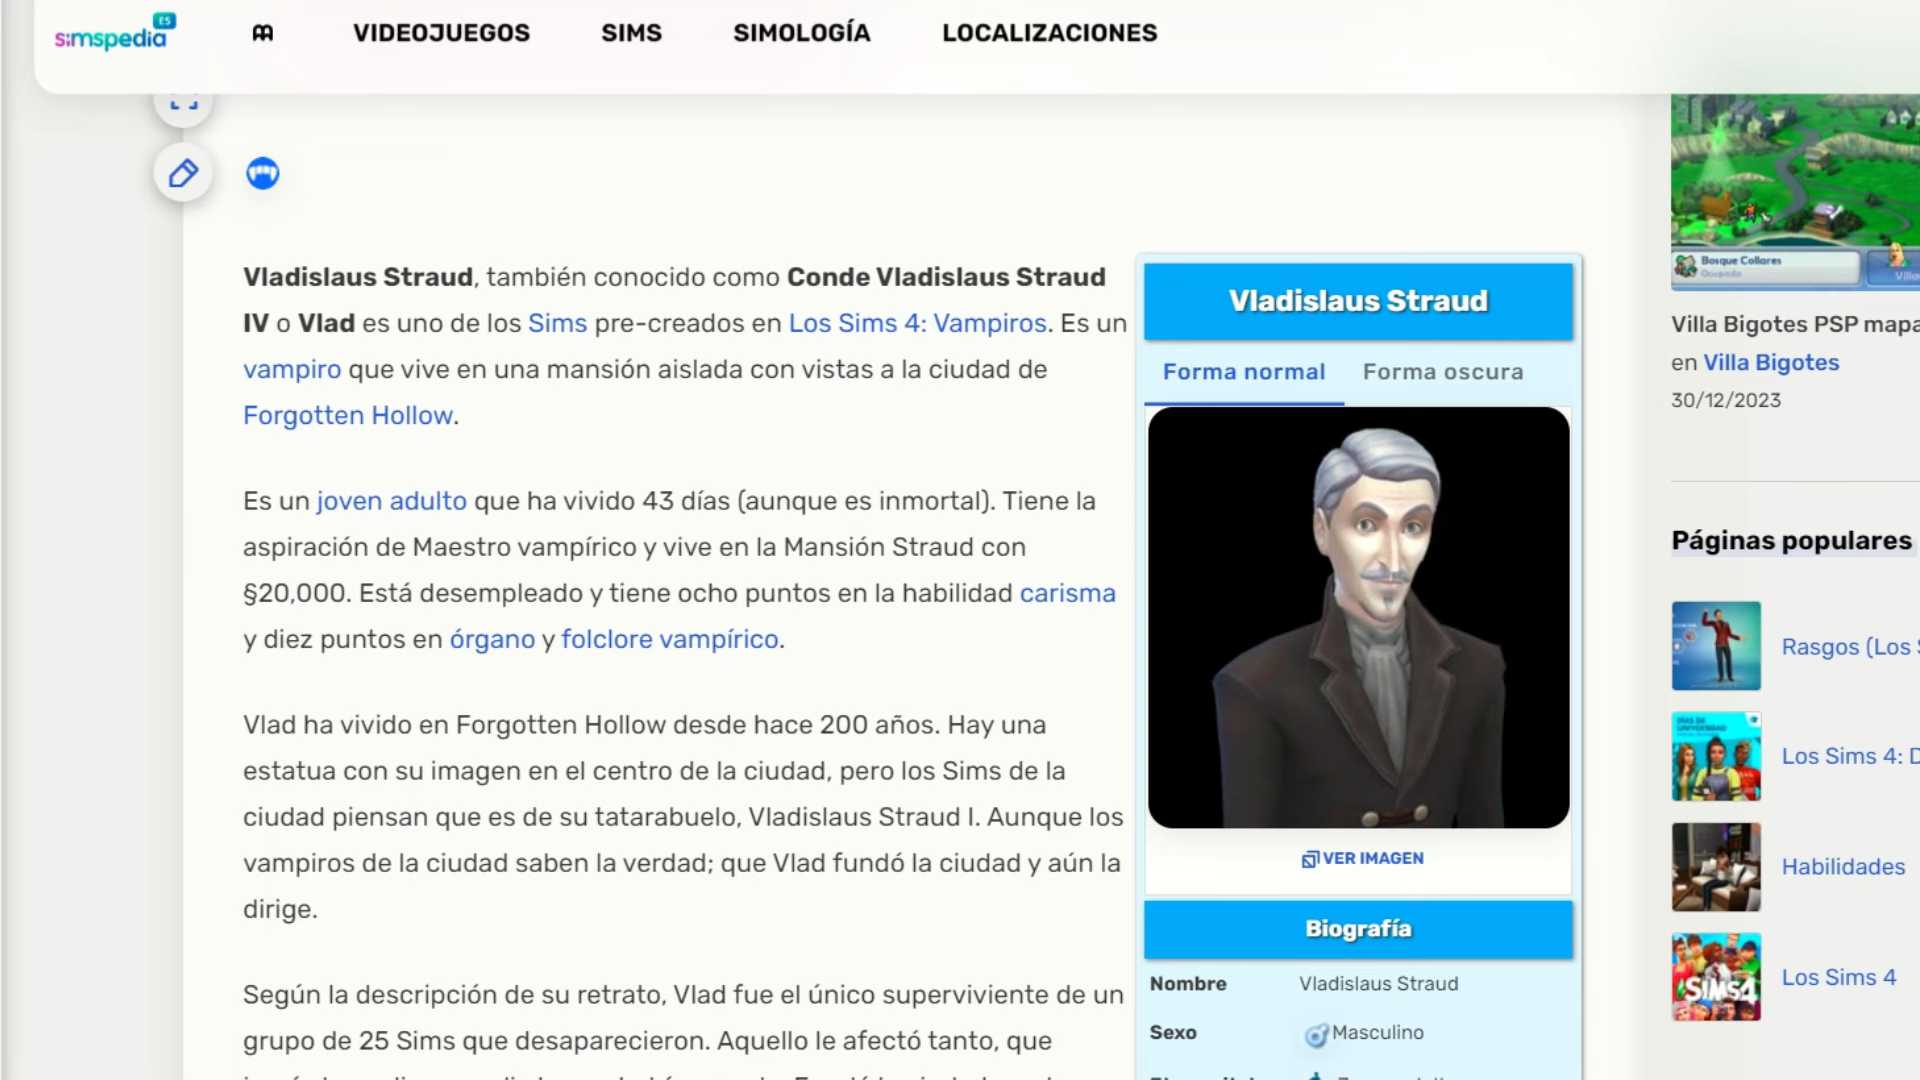 simspedia ES
VIDEOJUEGOS
SIMS
SIMOLOGÍA
LOCALIZACIONES
Vladislaus Straud, también conocido como Conde Vladislaus Straud
IV o Vlad es uno de los Sims pre-creados en Los Sims 4: Vampiros. Es un
vampiro que vive en una mansión aislada con vistas a la ciudad de
Forgotten Hollow.
Es un joven adulto que ha vivido 43 días (aunque es inmortal). Tiene la
aspiración de Maestro vampírico y vive en la Mansión Straud con
§20,000. Está desempleado y tiene ocho puntos en la habilidad carisma
y diez puntos en órgano y folclore vampírico.
Vlad ha vivido en Forgotten Hollow desde hace 200 años. Hay una
estatua con su imagen en el centro de la ciudad, pero los Sims de la
ciudad piensan que es de su tatarabuelo, Vladislaus Straud I. Aunque los
vampiros de la ciudad saben la verdad; que Vlad fundó la ciudad y aún la
dirige.
Según la descripción de su retrato, Vlad fue el único superviviente de un
grupo de 25 Sims que desaparecieron. Aquello le afectó tanto, que
Vladislaus Straud
Forma normal
Forma oscura
VER IMAGEN
Biografía
Nombre Vladislaus Straud
Sexo Masculino
Bosque Collares
Ocupado
Villa Bigotes PSP mapa
en Villa Bigotes
30/12/2023
Páginas populares
Rasgos (Los
DÍAS DE
UNIVERSIDAD
Los Sims 4: D
Habilidades
SIMS4
Los Sims 4